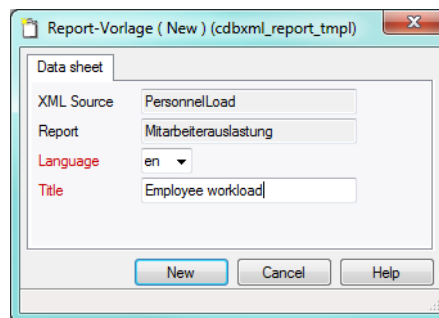 Report-Vorlage ( New ) (cdbxml_report_tmpl)
Data sheet
XML Source PersonnelLoad
Report Mitarbeiterauslastung
Language en
Title Employee workload
New Cancel Help